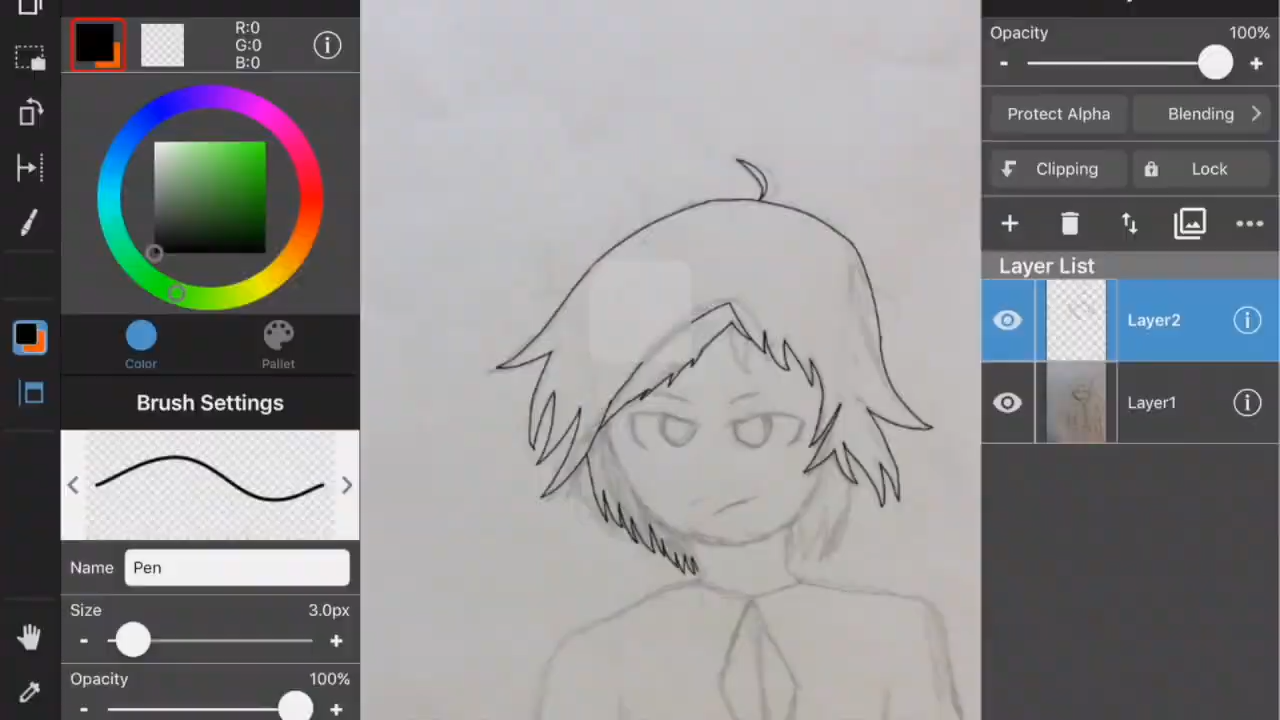 R:0
G:0
B:0
Color
Pallet
Brush Settings
Name
Pen
Size
3.0px
Opacity
100%
Opacity
100%
Protect Alpha
Blending
Clipping
Lock
Layer List
Layer2
Layer1